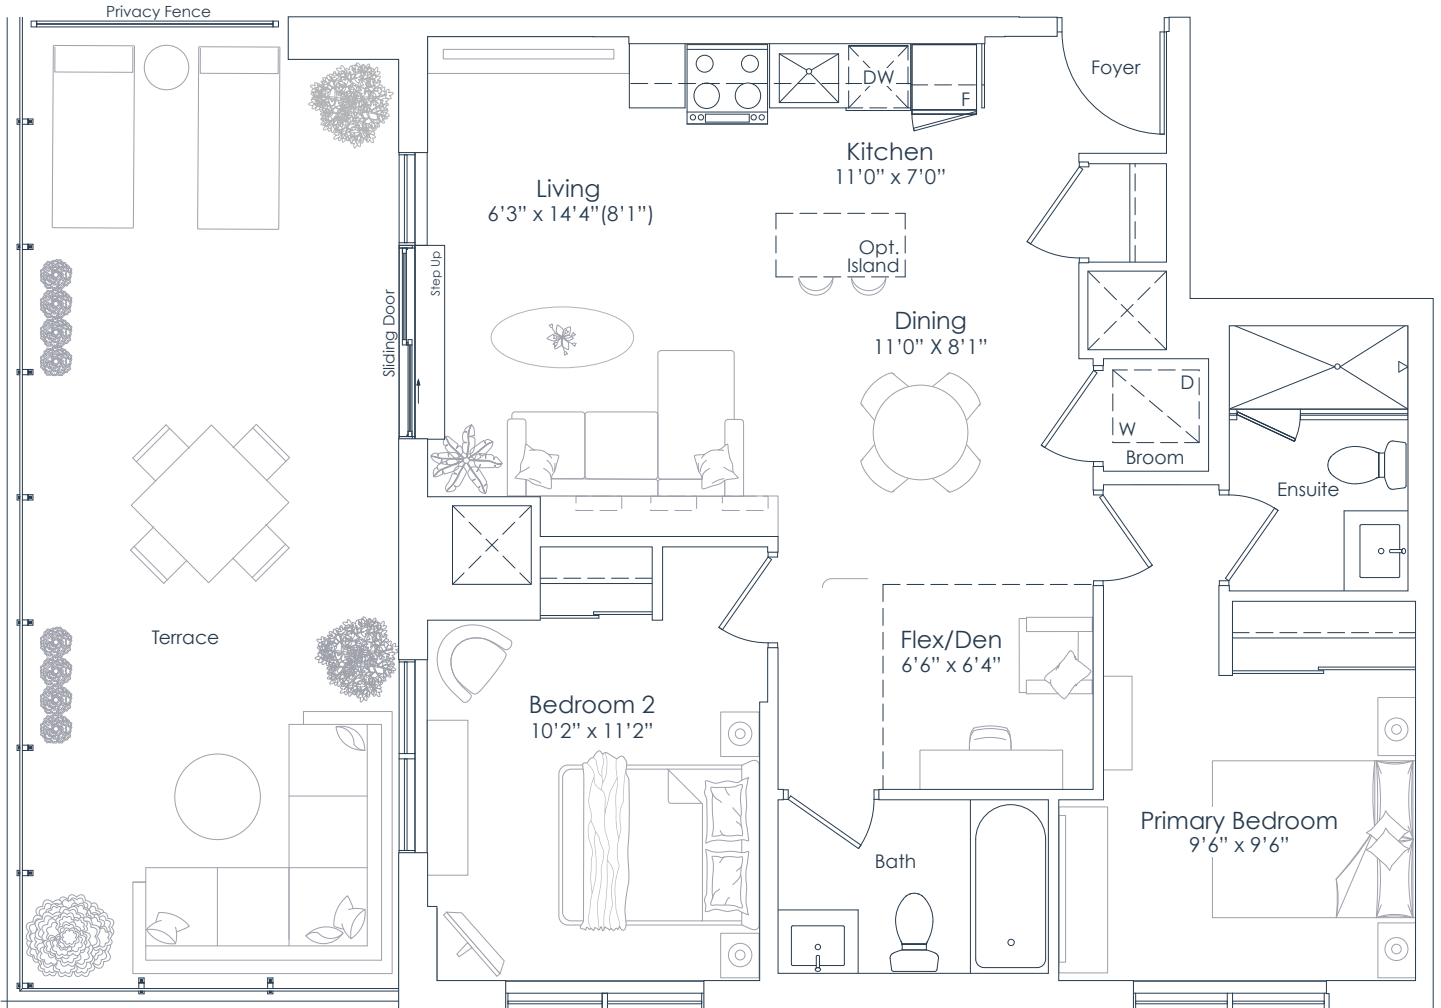 Privacy Fence
Foyer
DW
F
Kitchen
11’0” x 7’0”
Living
6’3” x 14’4”(8’1”)
Opt.
Island
Step Up
Sliding Door
Dining
11’0” X 8’1”
D
W
Broom
Ensuite
Terrace
Flex/Den
6’6” x 6’4”
Bedroom 2
10’2” x 11’2”
Primary Bedroom
9’6” x 9’6”
Bath